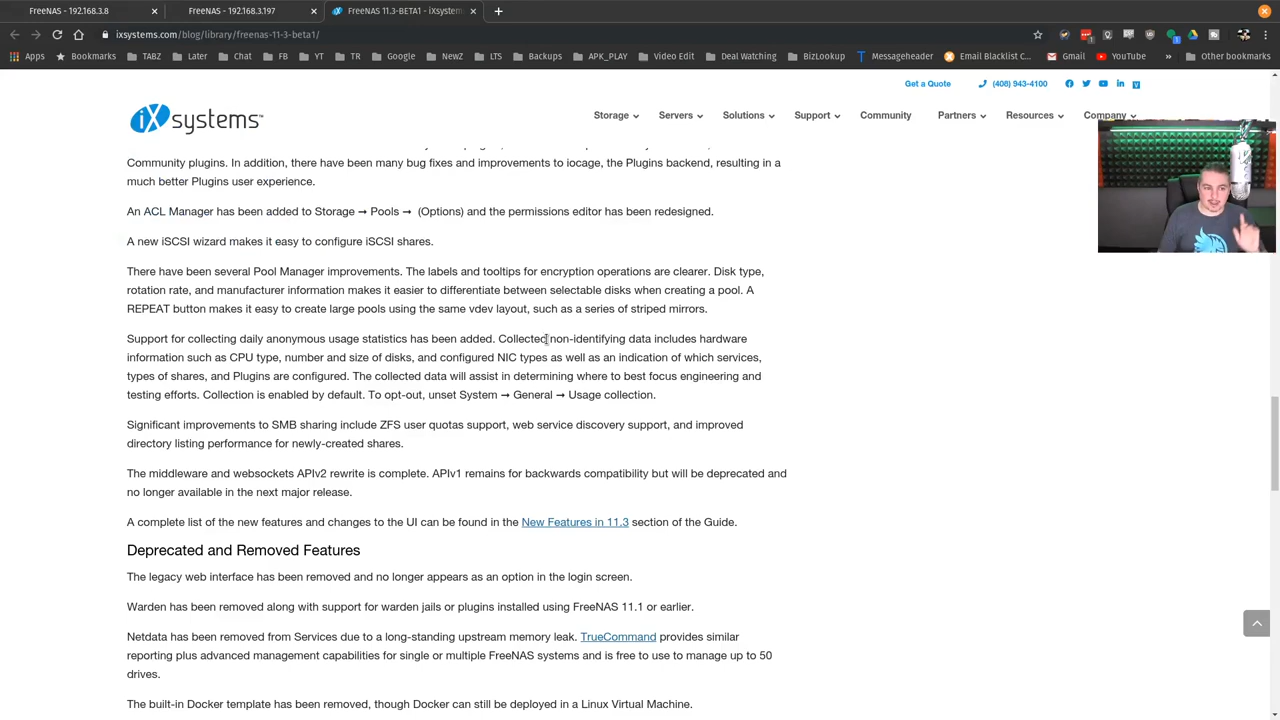 FreeNAS - 192.168.3.8
FreeNAS - 192.168.3.197
FreeNAS 11.3-BETA1 - iXsystem
ixsystems.com/blog/library/freenas-11-3-beta1/
Apps
Bookmarks
TABZ
Later
Chat
FB
YT
TR
Google
NewZ
LTS
Backups
APK_PLAY
Video Edit
Deal Watching
BizLookup
Messageheader
Email Blacklist C...
Gmail
YouTube
»
Other bookmarks
Get a Quote
(408) 943-4100
iXsystems
Storage
Servers
Solutions
Support
Community
Partners
Resources
Company
Community plugins. In addition, there have been many bug fixes and improvements to iocage, the Plugins backend, resulting in a
much better Plugins user experience.
An ACL Manager has been added to Storage → Pools → (Options) and the permissions editor has been redesigned.
A new iSCSI wizard makes it easy to configure iSCSI shares.
There have been several Pool Manager improvements. The labels and tooltips for encryption operations are clearer. Disk type,
rotation rate, and manufacturer information makes it easier to differentiate between selectable disks when creating a pool. A
REPEAT button makes it easy to create large pools using the same vdev layout, such as a series of striped mirrors.
Support for collecting daily anonymous usage statistics has been added. Collected non-identifying data includes hardware
information such as CPU type, number and size of disks, and configured NIC types as well as an indication of which services,
types of shares, and Plugins are configured. The collected data will assist in determining where to best focus engineering and
testing efforts. Collection is enabled by default. To opt-out, unset System → General → Usage collection.
Significant improvements to SMB sharing include ZFS user quotas support, web service discovery support, and improved
directory listing performance for newly-created shares.
The middleware and websockets APIv2 rewrite is complete. APIv1 remains for backwards compatibility but will be deprecated and
no longer available in the next major release.
A complete list of the new features and changes to the UI can be found in the New Features in 11.3 section of the Guide.
Deprecated and Removed Features
The legacy web interface has been removed and no longer appears as an option in the login screen.
Warden has been removed along with support for warden jails or plugins installed using FreeNAS 11.1 or earlier.
Netdata has been removed from Services due to a long-standing upstream memory leak. TrueCommand provides similar
reporting plus advanced management capabilities for single or multiple FreeNAS systems and is free to use to manage up to 50
drives.
The built-in Docker template has been removed, though Docker can still be deployed in a Linux Virtual Machine.